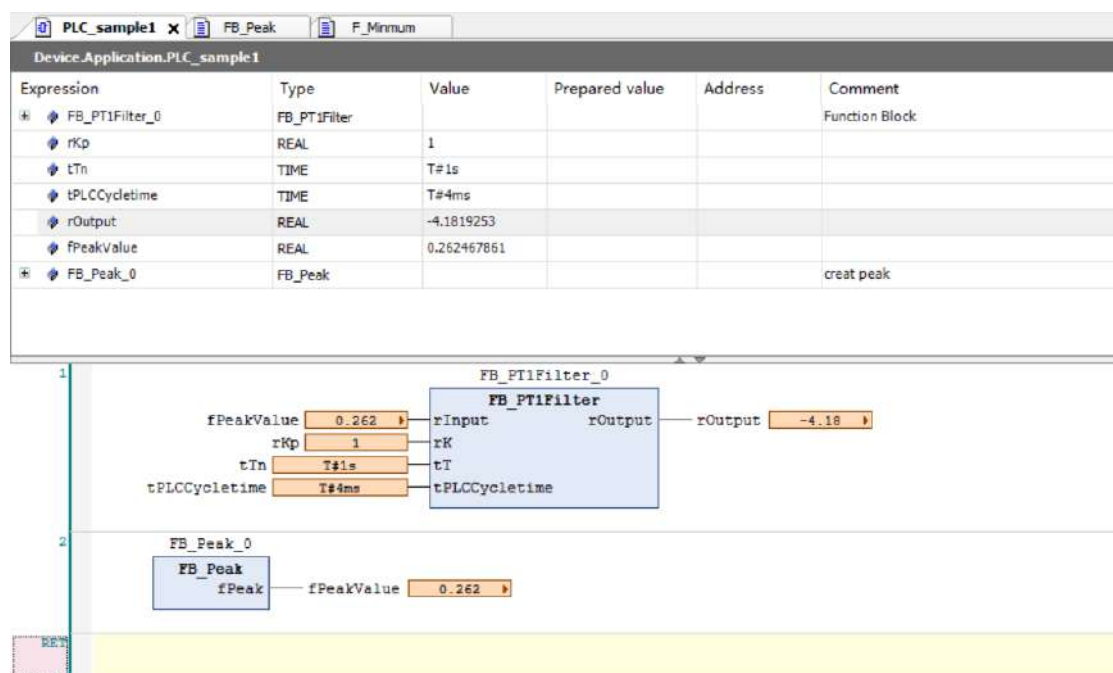 PLC_sample1 x FB_Peak F_Minmum
Device.Application.PLC_sample1
Expression Type Value Prepared value Address Comment
FB_PT1Filter_0 FB_PT1Filter Function Block
rKp REAL 1
tTn TIME T#1s
tPLCCycletime TIME T#4ms
rOutput REAL -4.1819253
fPeakValue REAL 0.262467861
FB_Peak_0 FB_Peak creat peak
1 FB_PT1Filter_0
FB_PT1Filter
fPeakValue 0.262 rInput rOutput rOutput -4.18
rKp 1 rK
tTn T#1s tT
tPLCCycletime T#4ms tPLCCycletime
2 FB_Peak_0
FB_Peak
fPeak fPeakValue 0.262
RET